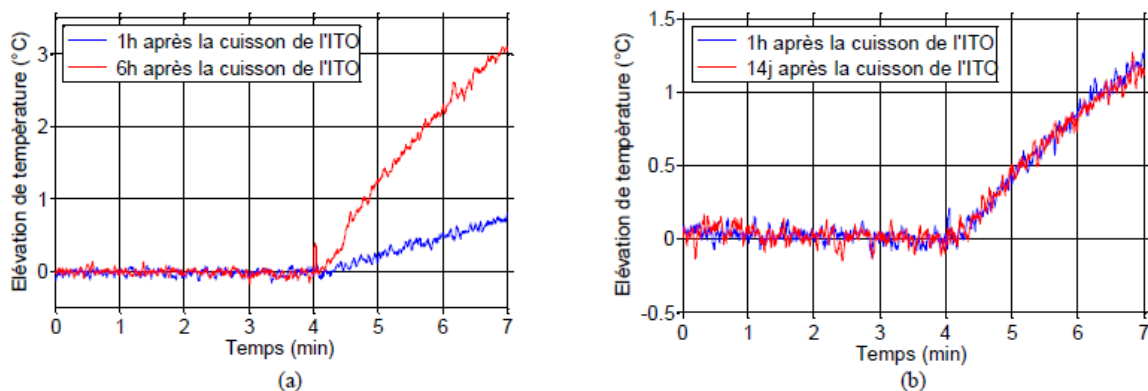 1h après la cuisson de l'ITO
6h après la cuisson de l'ITO
Elévation de tempèrature (°C)
3
2
1
0
0 1 2 3 4 5 6 7
Temps (min)
(a)
1h après la cuisson de l'ITO
14j après la cuisson de l'ITO
Elévation de tempèrature (°C)
1.5
1
0.5
0
-0.5
0 1 2 3 4 5 6 7
Temps (min)
(b)